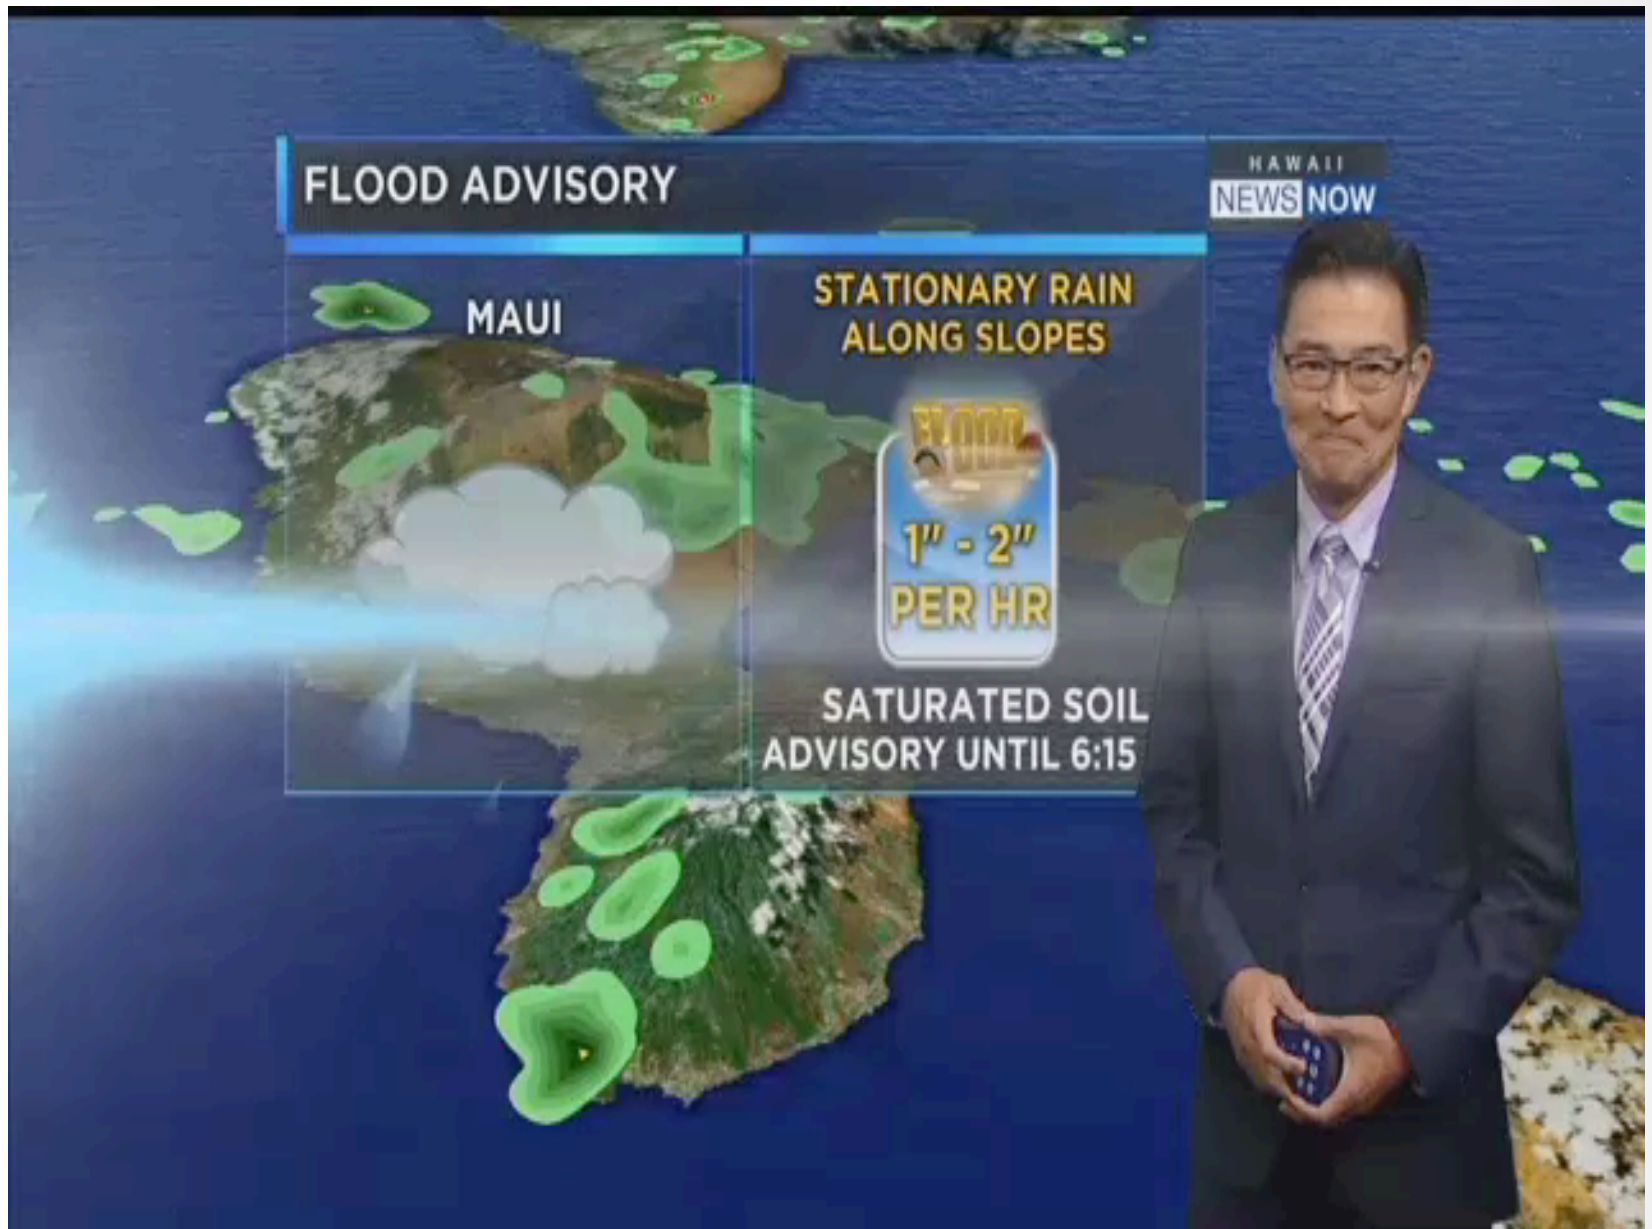 FLOOD ADVISORY
HAWAII
NEWS NOW
MAUI
STATIONARY RAIN
ALONG SLOPES
FLOOD
1" - 2"
PER HR
SATURATED SOIL
ADVISORY UNTIL 6:15